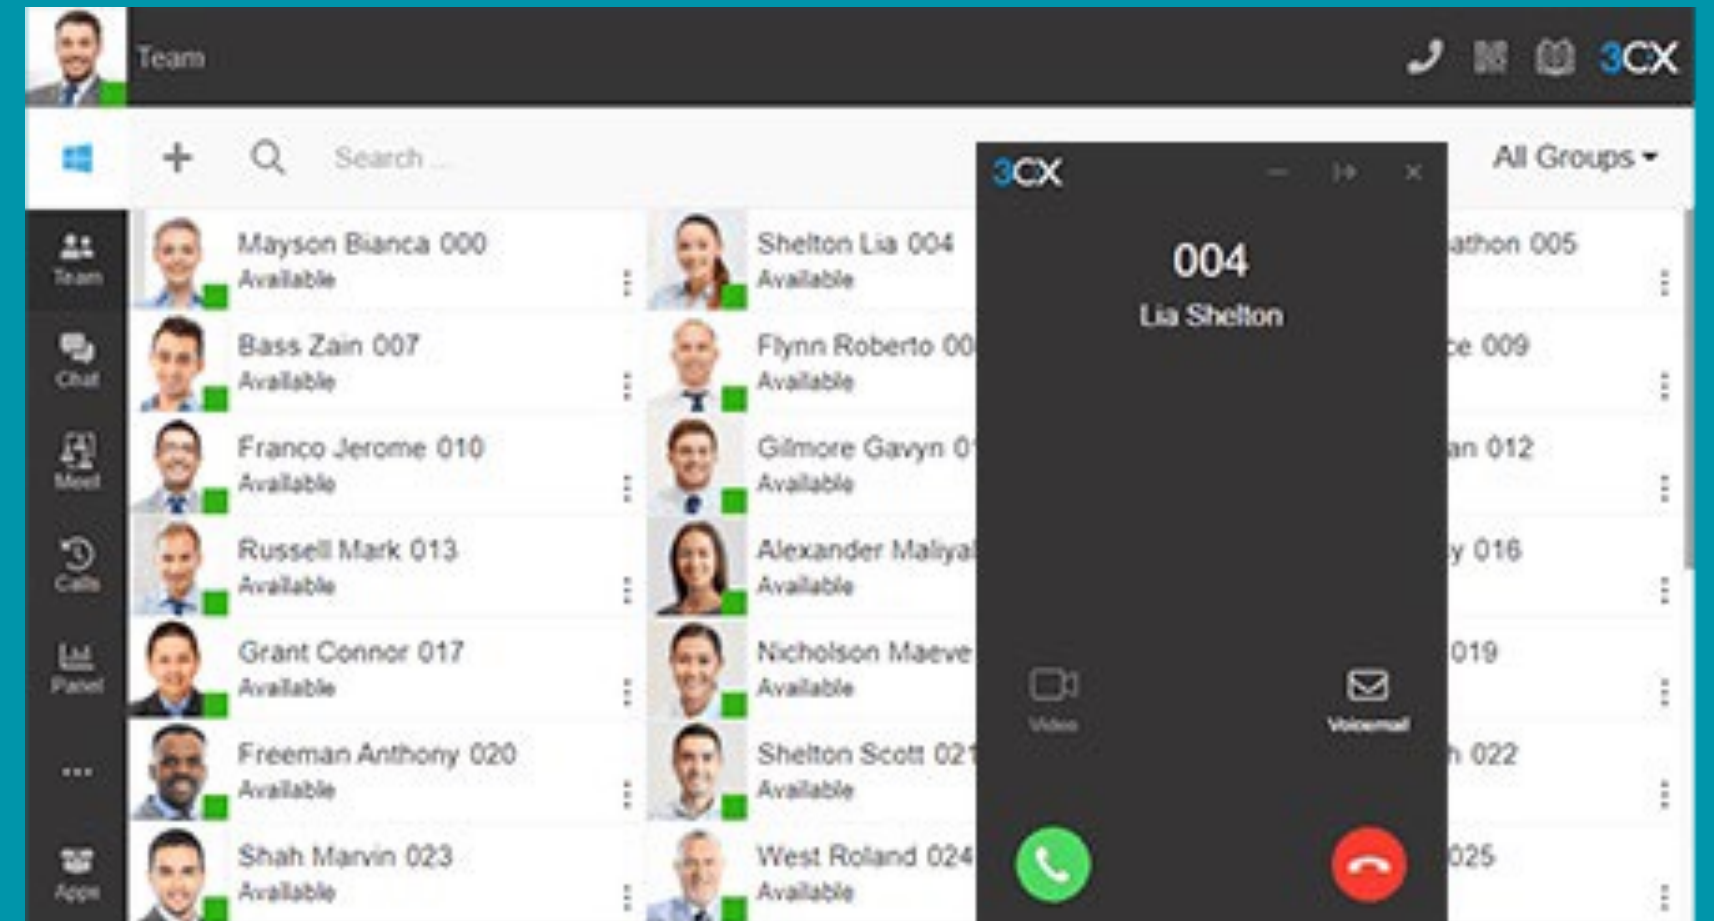 Team
3CX
Search ...
All Groups
3CX
004
Lia Shelton
Video
Voicemail
Team
Chat
Meet
Calls
Panel
Apps
Mayson Bianca 000
Available
Shelton Lia 004
Available
athon 005
Bass Zain 007
Available
Flynn Roberto 00
Available
ce 009
Franco Jerome 010
Available
Gilmore Gavyn 01
Available
an 012
Russell Mark 013
Available
Alexander Maliya
Available
y 016
Grant Connor 017
Available
Nicholson Maeve
Available
019
Freeman Anthony 020
Available
Shelton Scott 021
Available
h 022
Shah Marvin 023
Available
West Roland 024
Available
025